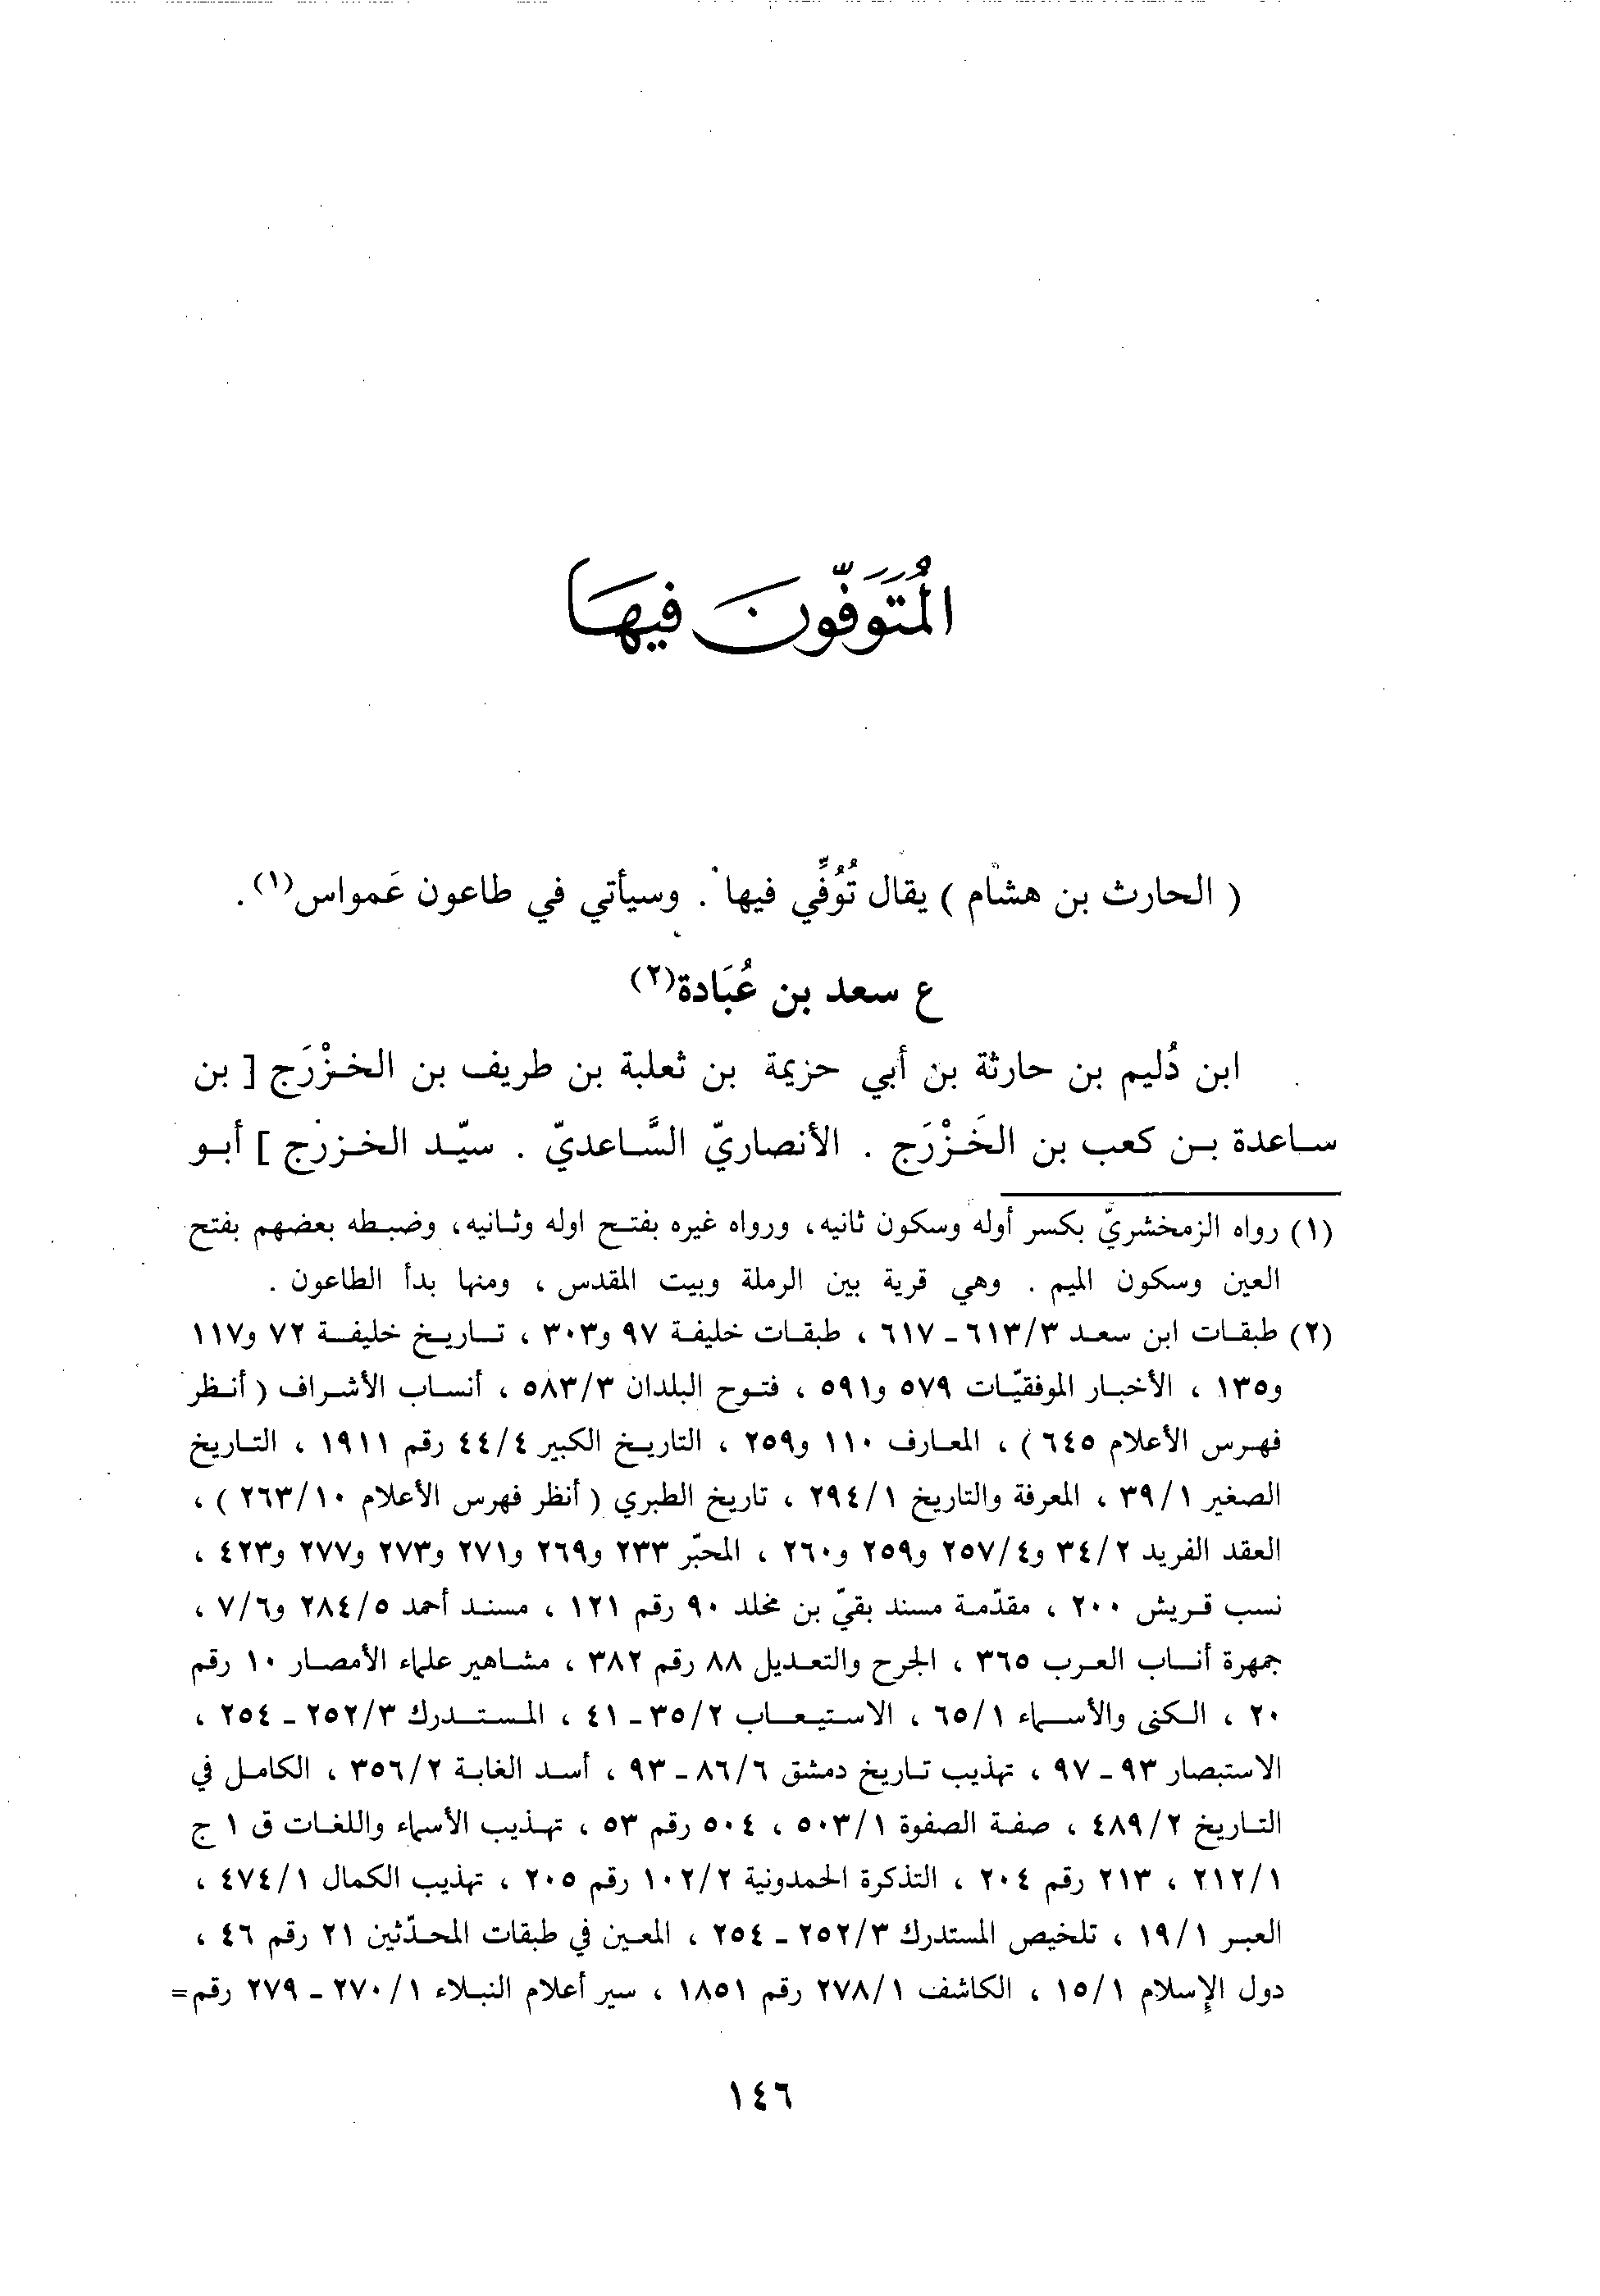 المُتَوَفَّون فيهَا
( الحارث بن هشام ) يقال تُوُفِّي فيها . وسيأتي في طاعون عَمواس(١) .
ع سعد بن عُبَادة(٢)
ابن دُليم بن حارثة بن أبي حزيمة بن ثعلبة بن طريف بن الخزْرَج [ بن
ساعدة بن كعب بن الخَزْرَج . الأنصاريّ السَّاعديّ . سيّد الخزرج ] أبو
(١) رواه الزمخشريّ بكسر أوله وسكون ثانيه، ورواه غيره بفتح اوله وثانيه، وضبطه بعضهم بفتح
العين وسكون الميم . وهي قرية بين الرملة وبيت المقدس ، ومنها بدأ الطاعون .
(٢) طبقات ابن سعد ٦١٣/٣ - ٦١٧ ، طبقات خليفة ٩٧ و٣٠٣ ، تاريخ خليفة ٧٢ و١١٧
و١٣٥ ، الأخبار الموفقيّات ٥٧٩ و٥٩١ ، فتوح البلدان ٥٨٣/٣ ، أنساب الأشراف ( أنظر
فهرس الأعلام ٦٤٥ ) ، المعارف ١١٠ و٢٥٩ ، التاريخ الكبير ٤٤/٤ رقم ١٩١١ ، التاريخ
الصغير ٣٩/١ ، المعرفة والتاريخ ٢٩٤/١ ، تاريخ الطبري ( أنظر فهرس الأعلام ٢٦٣/١٠ ) ،
العقد الفريد ٣٤/٢ و٢٥٧/٤ و٢٥٩ و٢٦٠ ، المحبّر ٢٣٣ و٢٦٩ و٢٧١ و٢٧٣ و٢٧٧ و٤٢٣ ،
نسب قريش ٢٠٠ ، مقدّمة مسند بقيّ بن مخلد ٩٠ رقم ١٢١ ، مسند أحمد ٢٨٤/٥ و٧/٦ ،
جمهرة أنساب العرب ٣٦٥ ، الجرح والتعديل ٨٨ رقم ٣٨٢ ، مشاهير علماء الأمصار ١٠ رقم
٢٠ ، الكنى والأسماء ٦٥/١ ، الاستيعاب ٣٥/٢ - ٤١ ، المستدرك ٢٥٢/٣ - ٢٥٤ ،
الاستبصار ٩٣ - ٩٧ ، تهذيب تاريخ دمشق ٨٦/٦ - ٩٣ ، أسد الغابة ٣٥٦/٢ ، الكامل في
التاريخ ٤٨٩/٢ ، صفة الصفوة ٥٠٣/١ ، ٥٠٤ رقم ٥٣ ، تهذيب الأسماء واللغات ق ١ ج
٢١٢/١ ، ٢١٣ رقم ٢٠٤ ، التذكرة الحمدونية ١٠٢/٢ رقم ٢٠٥ ، تهذيب الكمال ٤٧٤/١ ،
العبر ١٩/١ ، تلخيص المستدرك ٢٥٢/٣ - ٢٥٤ ، المعين في طبقات المحدّثين ٢١ رقم ٤٦ ،
دول الإسلام ١٥/١ ، الكاشف ٢٧٨/١ رقم ١٨٥١ ، سير أعلام النبلاء ٢٧٠/١ - ٢٧٩ رقم=
١٤٦